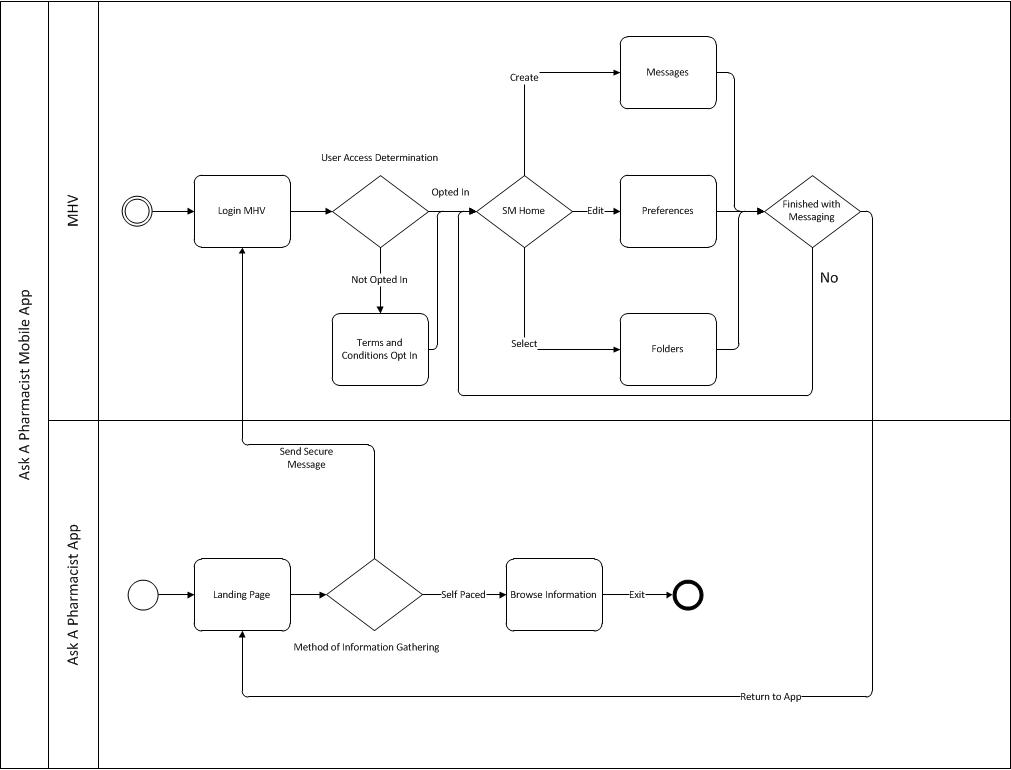 Ask A Pharmacist Mobile App
MHV
Create
Messages
User Access Determination
Opted In
Login MHV
SM Home
Edit
Preferences
Finished with
Messaging
Not Opted In
No
Terms and
Conditions Opt In
Select
Folders
Ask A Pharmacist App
Send Secure
Message
Landing Page
Self Paced
Browse Information
Exit
Method of Information Gathering
Return to App